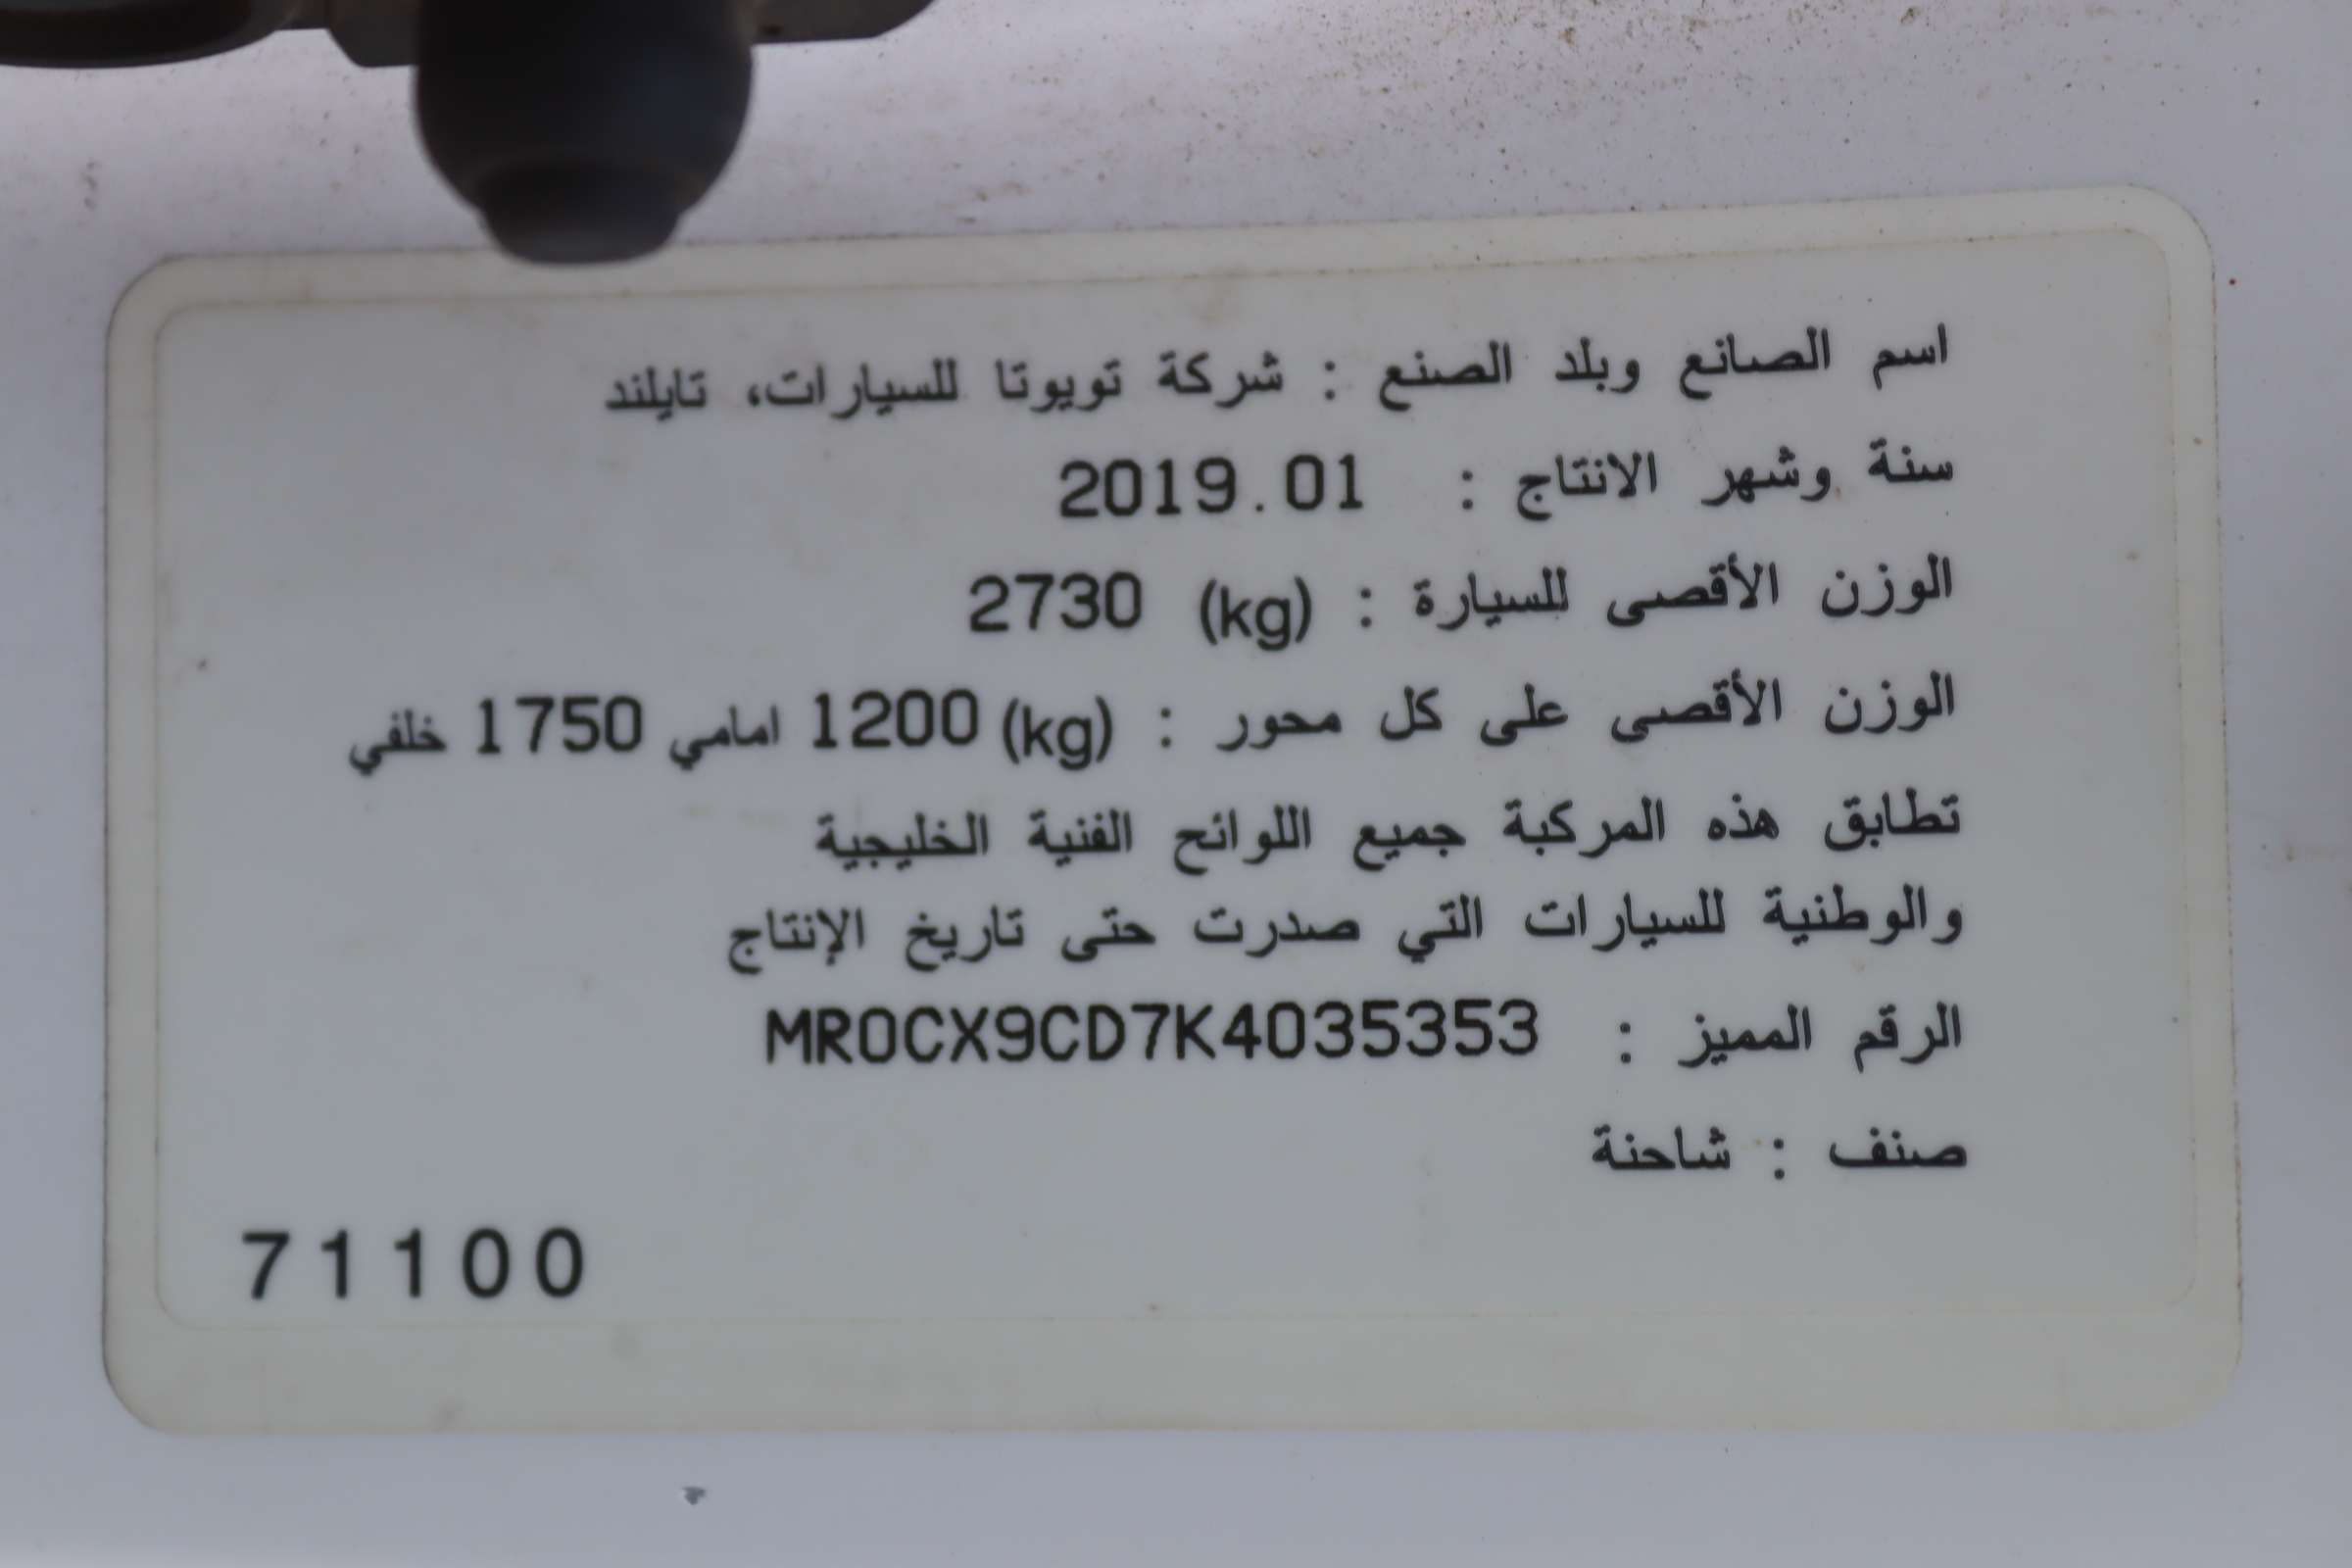 اسم الصانع وبلد الصنع : شركة تويوتا للسيارات، تايلند
سنة وشهر الانتاج : 2019.01
الوزن الأقصى للسيارة : (kg) 2730
الوزن الأقصى على كل محور : (kg) 1200 امامي 1750 خلفي
تطابق هذه المركبة جميع اللوائح الفنية الخليجية
والوطنية للسيارات التي صدرت حتى تاريخ الإنتاج
الرقم المميز : MR0CX9CD7K4035353
صنف : شاحنة
71100